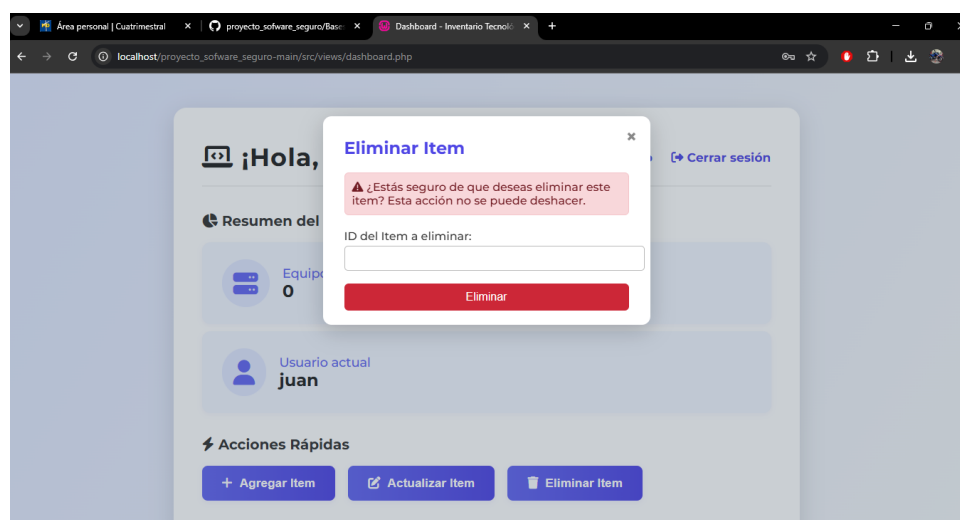 Área personal | Cuatrimestral
proyecto_sofware_seguro/Base
Dashboard - Inventario Tecnoló
localhost/proyecto_sofware_seguro-main/src/views/dashboard.php
¡Hola,
Cerrar sesión
Eliminar Item
¿Estás seguro de que deseas eliminar este
item? Esta acción no se puede deshacer.
ID del Item a eliminar:
Eliminar
Resumen del
Equipo
0
Usuario actual
juan
Acciones Rápidas
Agregar Item
Actualizar Item
Eliminar Item